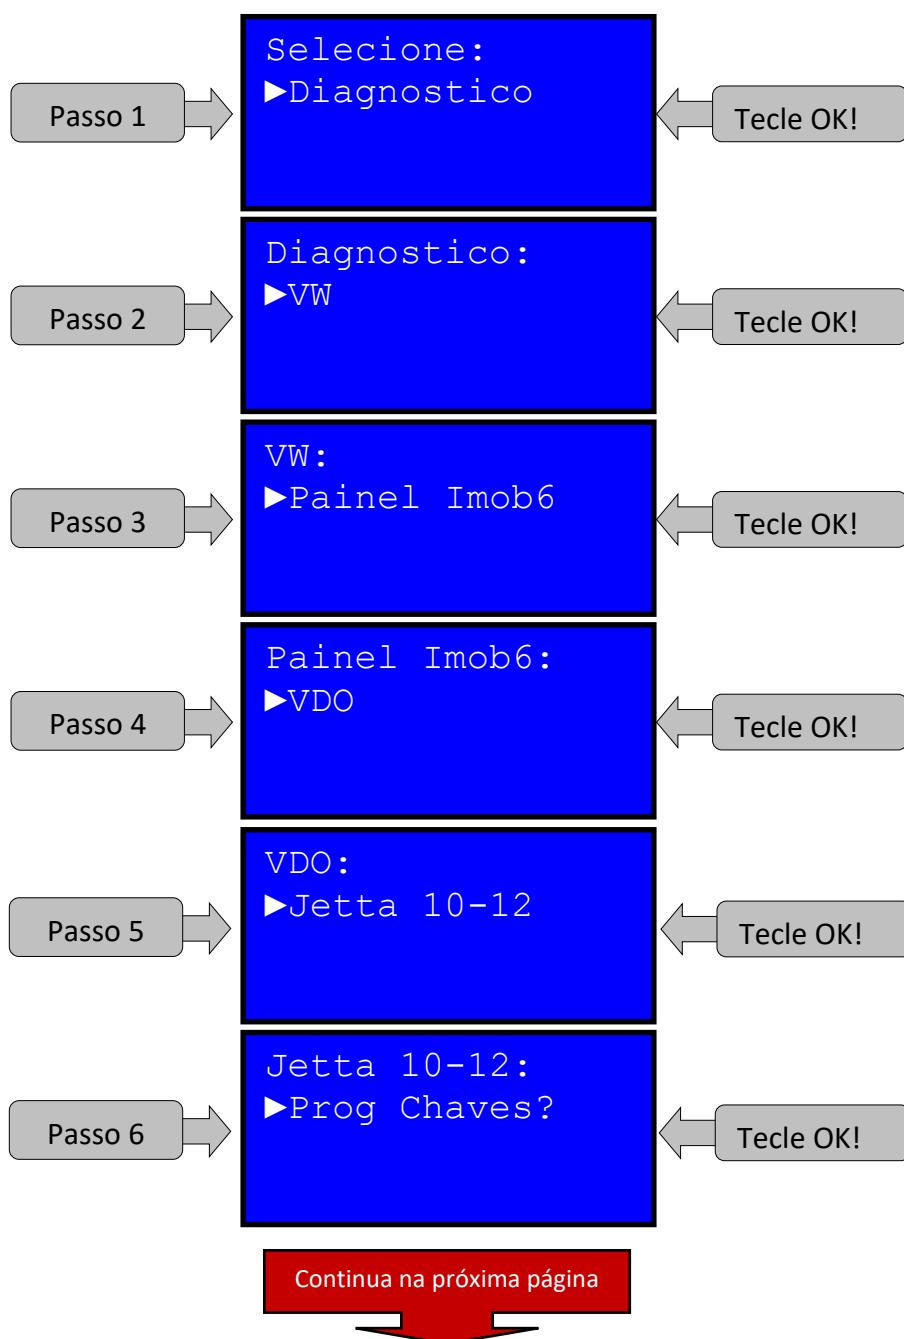 Selecione:
►Diagnostico
Passo 1
Tecle OK!
Diagnostico:
►VW
Passo 2
Tecle OK!
VW:
►Painel Imob6
Passo 3
Tecle OK!
Painel Imob6:
►VDO
Passo 4
Tecle OK!
VDO:
►Jetta 10-12
Passo 5
Tecle OK!
Jetta 10-12:
►Prog Chaves?
Passo 6
Tecle OK!
Continua na próxima página